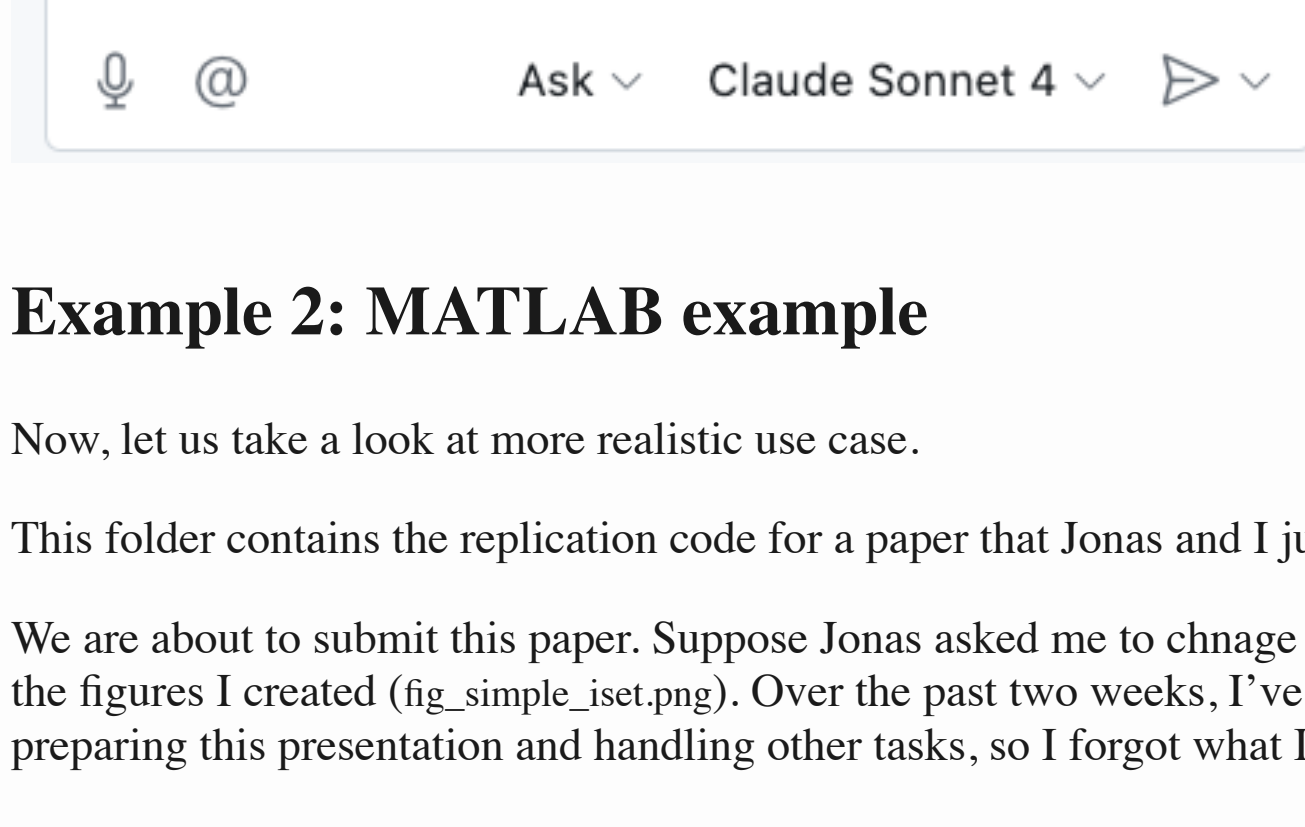 @ Ask Claude Sonnet 4
Example 2: MATLAB example
Now, let us take a look at more realistic use case.
This folder contains the replication code for a paper that Jonas and I ju
We are about to submit this paper. Suppose Jonas asked me to chnage
the figures I created (fig_simple_iset.png). Over the past two weeks, I’ve
preparing this presentation and handling other tasks, so I forgot what I